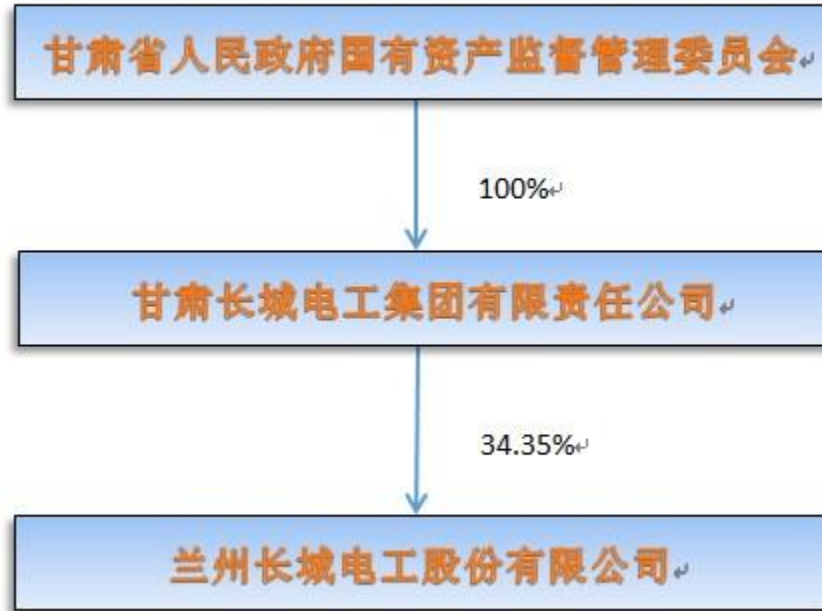 甘肃省人民政府国有资产监督管理委员会
100%
甘肃长城电工集团有限责任公司
34.35%
兰州长城电工股份有限公司